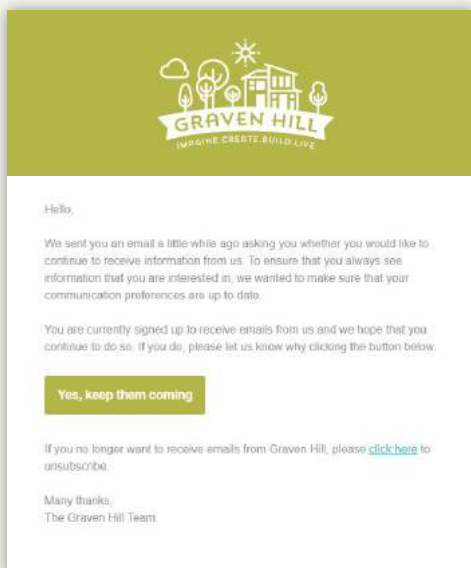 GRAVEN HILL
IMAGINE.CREATE.BUILD.LIVE
Hello,
We sent you an email a little while ago asking you whether you would like to
continue to receive information from us. To ensure that you always see
information that you are interested in, we wanted to make sure that your
communication preferences are up to date.
You are currently signed up to receive emails from us and we hope that you
continue to do so. If you do, please let us know why clicking the button below.
Yes, keep them coming
If you no longer want to receive emails from Graven Hill, please click here to
unsubscribe.
Many thanks,
The Graven Hill Team